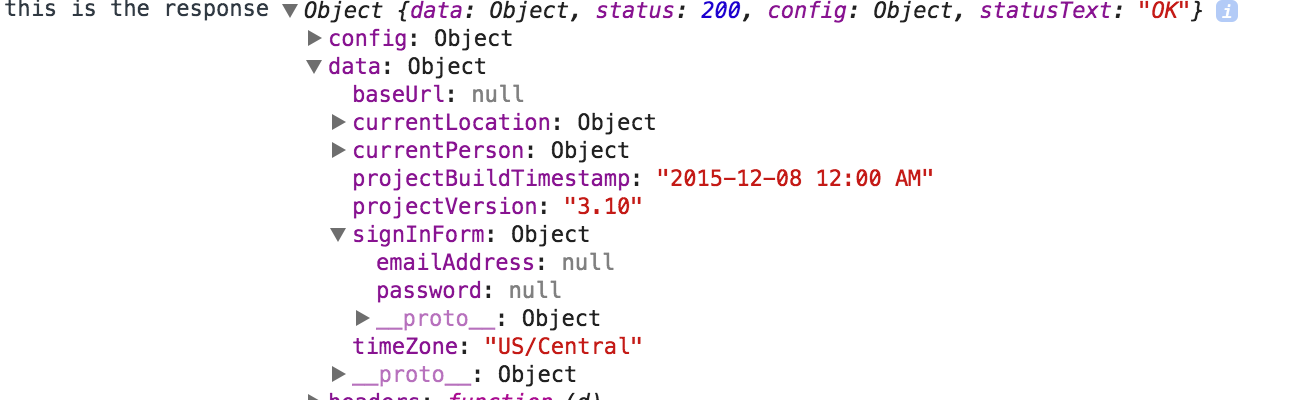 this is the response ▼Object {data: Object, status: 200, config: Object, statusText: "OK"} i
▶config: Object
▼data: Object
baseUrl: null
▶currentLocation: Object
▶currentPerson: Object
projectBuildTimestamp: "2015-12-08 12:00 AM"
projectVersion: "3.10"
▼signInForm: Object
emailAddress: null
password: null
▶__proto__: Object
timeZone: "US/Central"
▶__proto__: Object
▶headers: function (d)